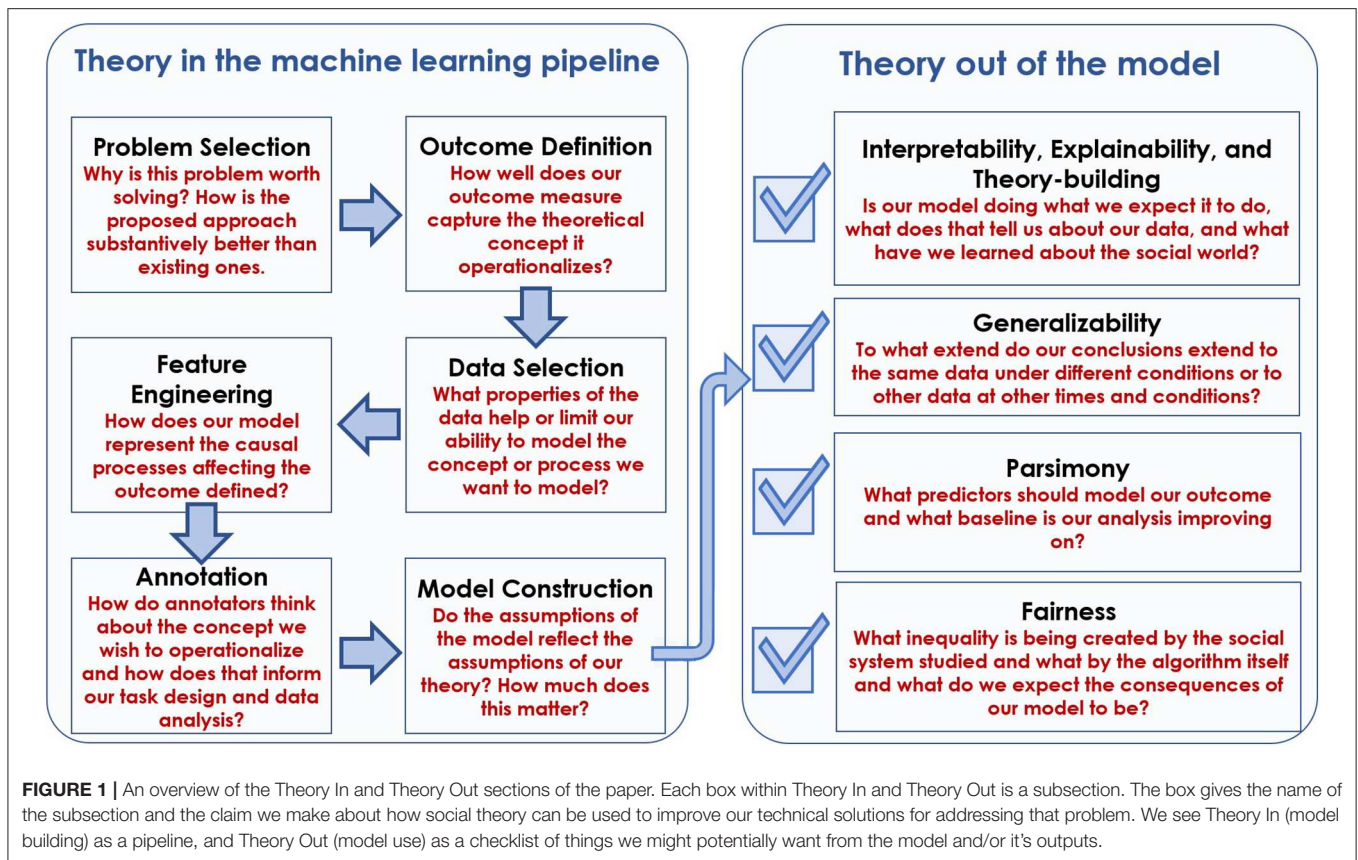 Theory in the machine learning pipeline
Problem Selection
Why is this problem worth
solving? How is the
proposed approach
substantively better than
existing ones.
Outcome Definition
How well does our
outcome measure
capture the theoretical
concept it
operationalizes?
Data Selection
What properties of the
data help or limit our
ability to model the
concept or process we
want to model?
Feature
Engineering
How does our model
represent the causal
processes affecting the
outcome defined?
Annotation
How do annotators think
about the concept we
wish to operationalize
and how does that inform
our task design and data
analysis?
Model Construction
Do the assumptions of
the model reflect the
assumptions of our
theory? How much does
this matter?
Theory out of the model
Interpretability, Explainability, and
Theory-building
Is our model doing what we expect it to do,
what does that tell us about our data, and what
have we learned about the social world?
Generalizability
To what extend do our conclusions extend to
the same data under different conditions or to
other data at other times and conditions?
Parsimony
What predictors should model our outcome
and what baseline is our analysis improving
on?
Fairness
What inequality is being created by the social
system studied and what by the algorithm itself
and what do we expect the consequences of
our model to be?
FIGURE 1 | An overview of the Theory In and Theory Out sections of the paper. Each box within Theory In and Theory Out is a subsection. The box gives the name of
the subsection and the claim we make about how social theory can be used to improve our technical solutions for addressing that problem. We see Theory In (model
building) as a pipeline, and Theory Out (model use) as a checklist of things we might potentially want from the model and/or it's outputs.